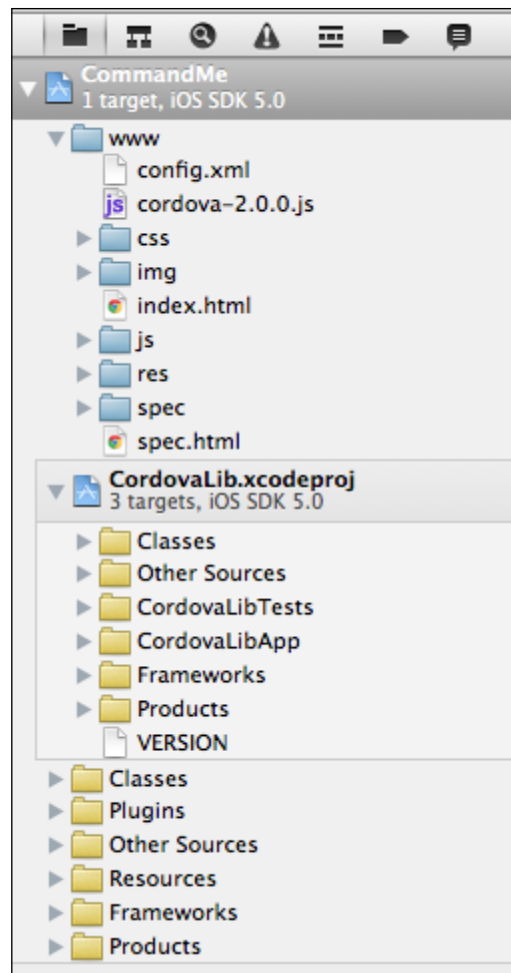 CommandMe
1 target, iOS SDK 5.0
www
config.xml
js cordova-2.0.0.js
css
img
index.html
js
res
spec
spec.html
CordovaLib.xcodeproj
3 targets, iOS SDK 5.0
Classes
Other Sources
CordovaLibTests
CordovaLibApp
Frameworks
Products
VERSION
Classes
Plugins
Other Sources
Resources
Frameworks
Products